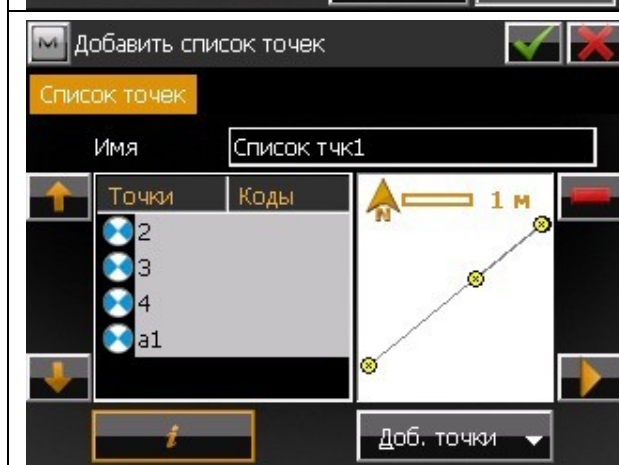 Добавить список точек
Список точек
Имя Список тчк1
Точки Коды
2
3
4
a1
N 1 м
i Доб. точки